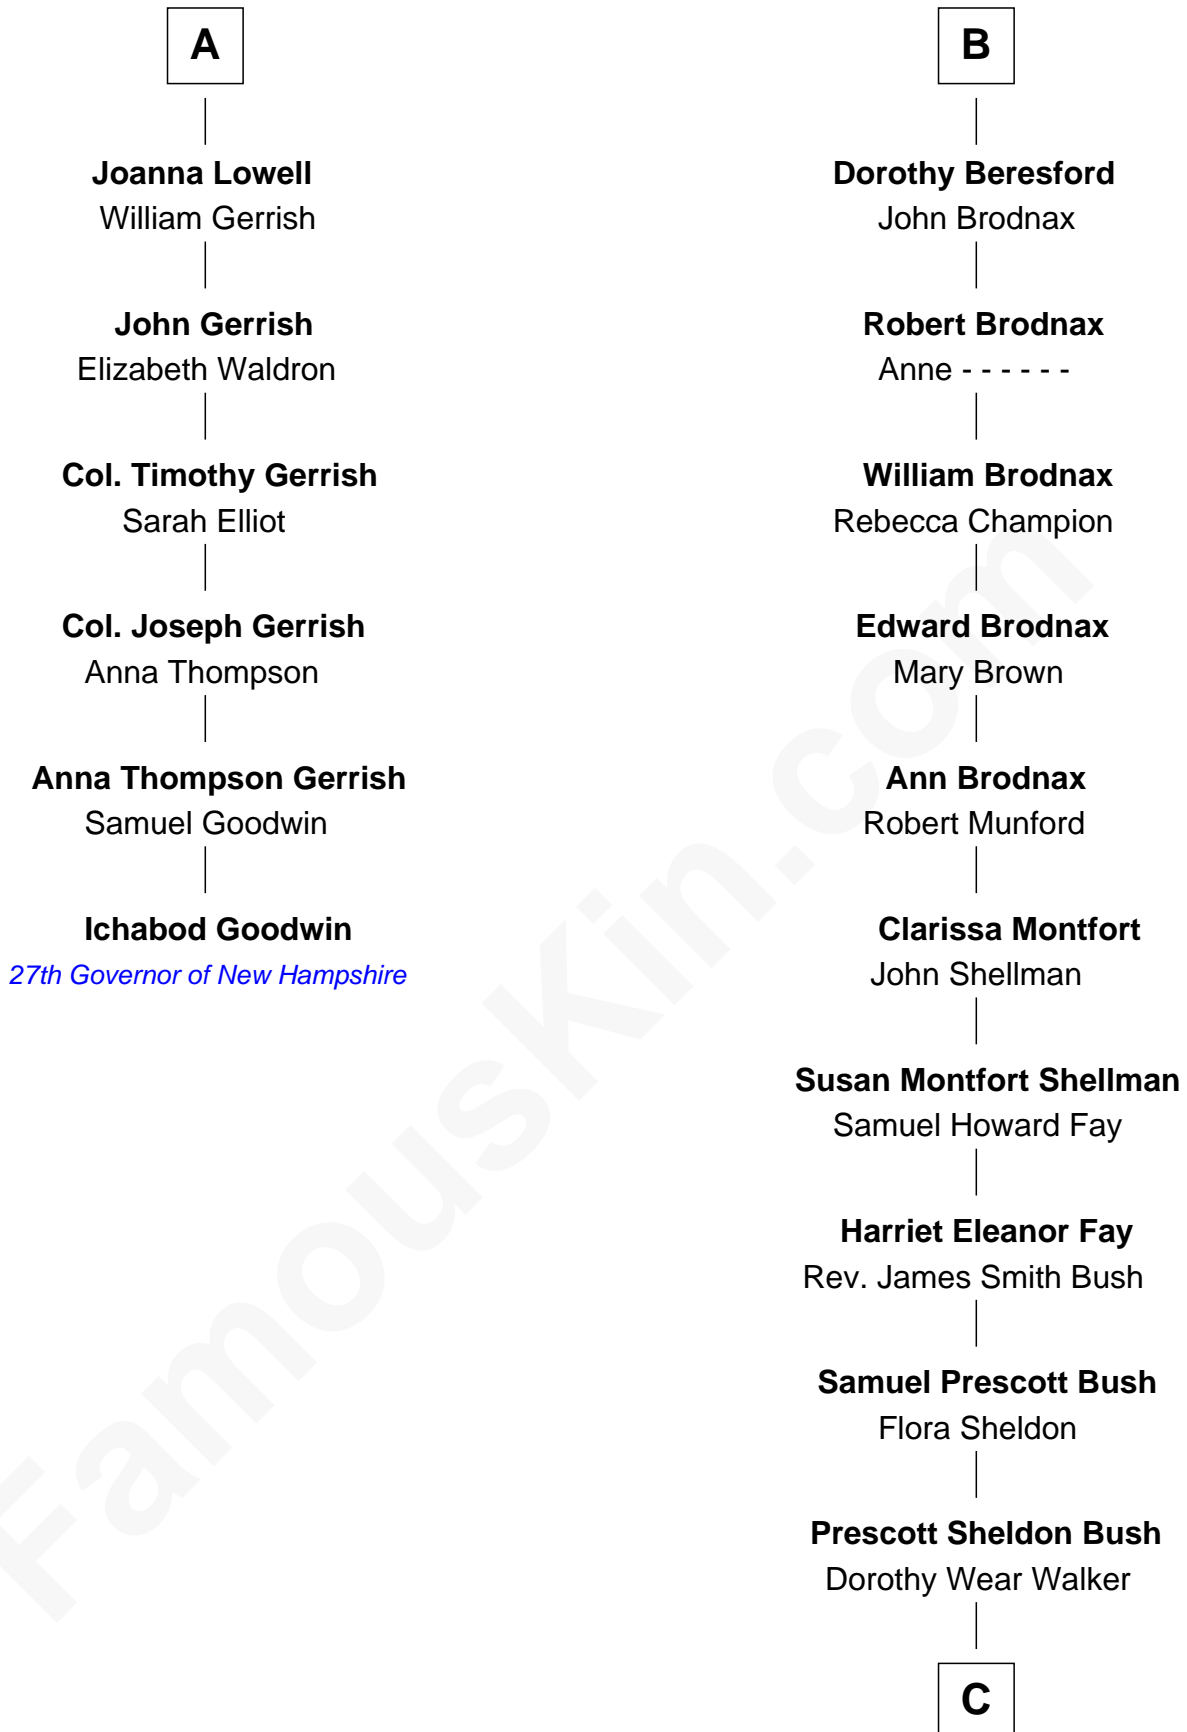 A
Joanna Lowell
William Gerrish
John Gerrish
Elizabeth Waldron
Col. Timothy Gerrish
Sarah Elliot
Col. Joseph Gerrish
Anna Thompson
Anna Thompson Gerrish
Samuel Goodwin
Ichabod Goodwin
27th Governor of New Hampshire
B
Dorothy Beresford
John Brodnax
Robert Brodnax
Anne - - - - - -
William Brodnax
Rebecca Champion
Edward Brodnax
Mary Brown
Ann Brodnax
Robert Munford
Clarissa Montfort
John Shellman
Susan Montfort Shellman
Samuel Howard Fay
Harriet Eleanor Fay
Rev. James Smith Bush
Samuel Prescott Bush
Flora Sheldon
Prescott Sheldon Bush
Dorothy Wear Walker
C
FamousKin.com